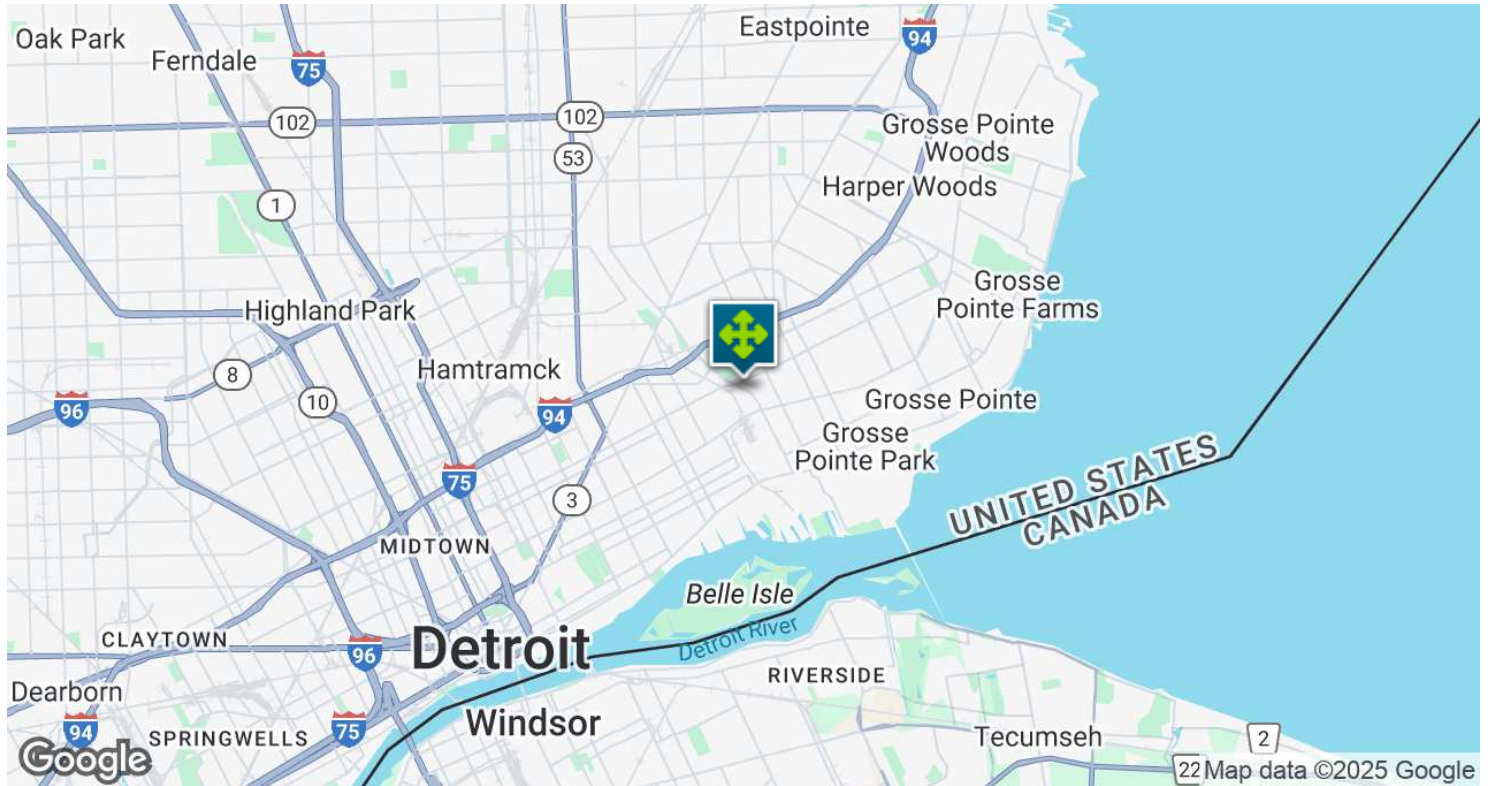 Oak Park
Ferndale
75
Eastpointe
94
102
102
53
Grosse Pointe
Woods
Harper Woods
1
Grosse
Pointe Farms
Highland Park
Hamtramck
8
10
96
94
Grosse Pointe
Grosse
Pointe Park
75
3
UNITED STATES
CANADA
MIDTOWN
Belle Isle
Detroit River
CLAYTOWN
96
Detroit
RIVERSIDE
Dearborn
94
SPRINGWELLS
75
Windsor
Tecumseh
2
Google
22
Map data ©2025 Google